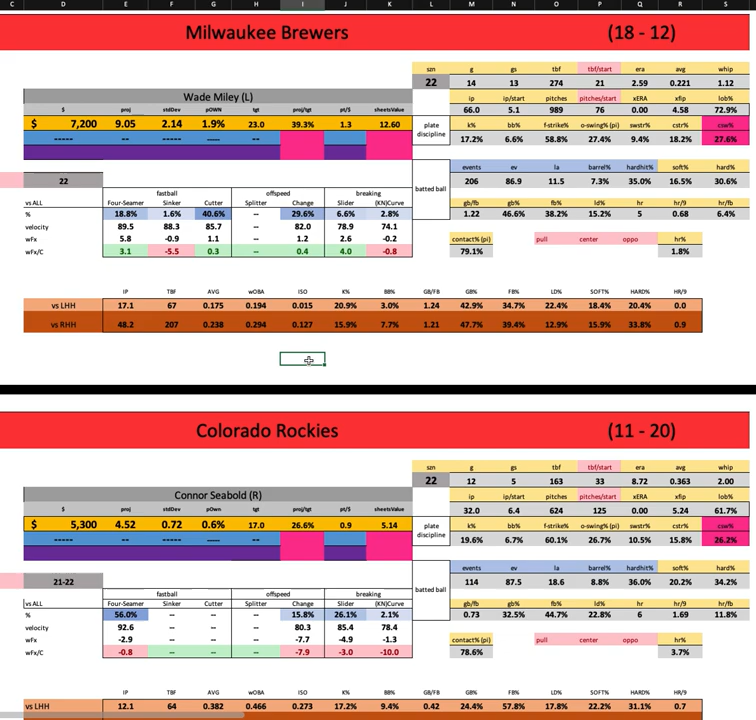 C D E F G H I J K L M N O P Q R S
Milwaukee Brewers (18 - 12)
szn g gs tbf tbf/start era avg whip
22 14 13 274 21 2.59 0.221 1.12
Wade Miley (L) ip ip/start pitches pitches/start xERA xfip lob%
$ proj stdDev pOWN tgt proj/tgt pt/$ sheetsValue 66.0 5.1 989 76 0.00 4.58 72.9%
$ 7,200 9.05 2.14 1.9% 23.0 39.3% 1.3 12.60 plate discipline k% bb% f-strike% o-swing% (pi) swstr% cstr% csw%
----- ----- -- ---- -- 17.2% 6.6% 58.8% 27.4% 9.4% 18.2% 27.6%
events ev la barrel% hardhit% soft% hard%
22 batted ball 206 86.9 11.5 7.3% 35.0% 16.5% 30.6%
fastball offspeed breaking
vs ALL Four-Seamer Sinker Cutter Splitter Change Slider (KN)Curve gb/fb gb% fb% ld% hr hr/9 hr/fb
% 18.8% 1.6% 40.6% -- 29.6% 6.6% 2.8% 1.22 46.6% 38.2% 15.2% 5 0.68 6.4%
velocity 89.5 88.3 85.7 82.0 78.9 74.1
wFx 5.8 -0.9 1.1 -- 1.2 2.6 -0.2 contact% (pi) pull center oppo hr%
wFx/C 3.1 -5.5 0.3 -- 0.4 4.0 -0.8 79.1% 1.8%
IP TBF AVG wOBA ISO K% BB% GB/FB GB% FB% LD% SOFT% HARD% HR/9
vs LHH 17.1 67 0.175 0.194 0.015 20.9% 3.0% 1.24 42.9% 34.7% 22.4% 18.4% 20.4% 0.0
vs RHH 48.2 207 0.238 0.294 0.127 15.9% 7.7% 1.21 47.7% 39.4% 12.9% 15.9% 33.8% 0.9
Colorado Rockies (11 - 20)
szn g gs tbf tbf/start era avg whip
22 12 5 163 33 8.72 0.363 2.00
Connor Seabold (R) ip ip/start pitches pitches/start xERA xfip lob%
$ proj stdDev pOwn tgt proj/tgt pt/$ sheetsValue 32.0 6.4 624 125 0.00 5.24 61.7%
$ 5,300 4.52 0.72 0.6% 17.0 26.6% 0.9 5.14 plate discipline k% bb% f-strike% o-swing% (pi) swstr% cstr% csw%
----- ----- -- ---- -- 19.6% 6.7% 60.1% 26.7% 10.5% 15.8% 26.2%
events ev la barrel% hardhit% soft% hard%
21-22 batted ball 114 87.5 18.6 8.8% 36.0% 20.2% 34.2%
fastball offspeed breaking
vs ALL Four-Seamer Sinker Cutter Splitter Change Slider (KN)Curve gb/fb gb% fb% ld% hr hr/9 hr/fb
% 56.0% -- -- -- 15.8% 26.1% 2.1% 0.73 32.5% 44.7% 22.8% 6 1.69 11.8%
velocity 92.6 -- -- -- 80.3 85.4 78.4
wFx -2.9 -- -- -- -7.7 -4.9 -1.3 contact% (pi) pull center oppo hr%
wFx/C -0.8 -- -- -- -7.9 -3.0 -10.0 78.6% 3.7%
IP TBF AVG wOBA ISO K% BB% GB/FB GB% FB% LD% SOFT% HARD% HR/9
vs LHH 12.1 64 0.382 0.466 0.273 17.2% 9.4% 0.42 24.4% 57.8% 17.8% 22.2% 31.1% 0.7